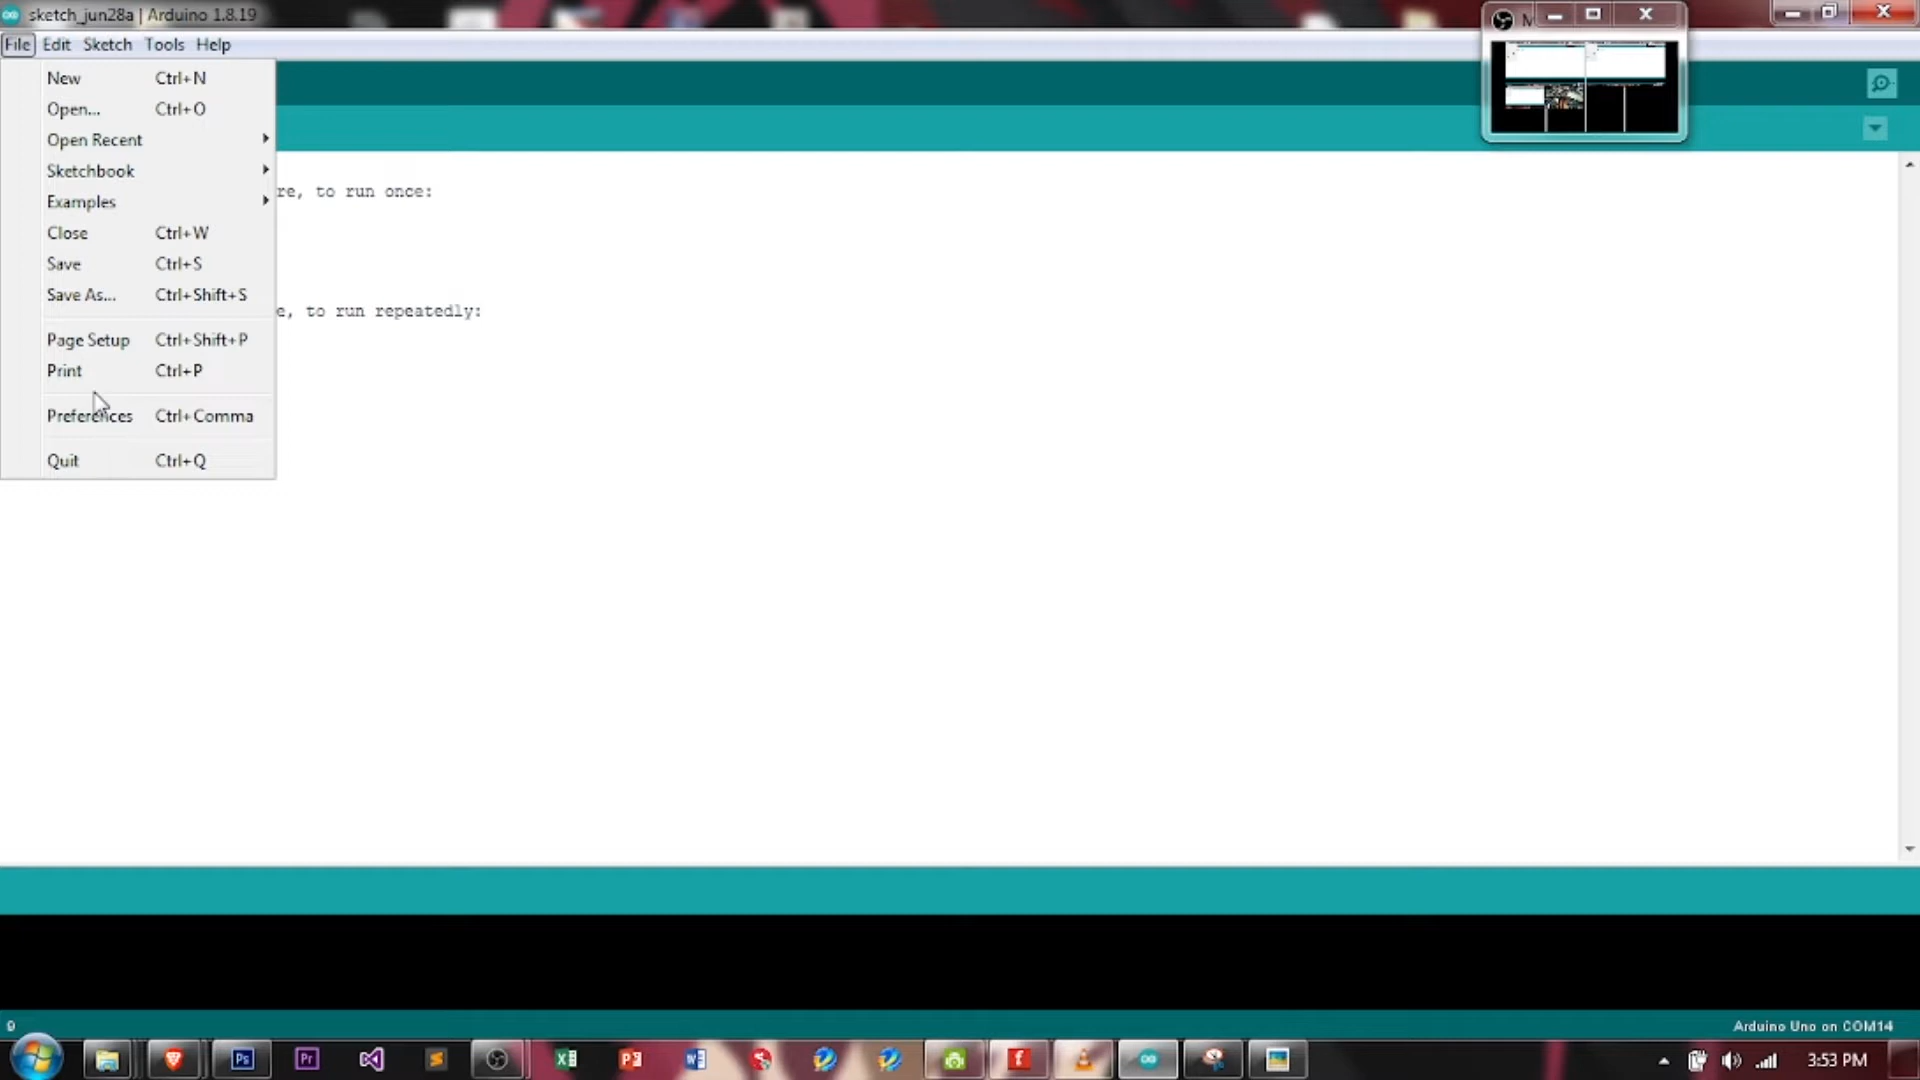 sketch_jun28a | Arduino 1.8.19
File Edit Sketch Tools Help
New Ctrl+N
Open... Ctrl+O
Open Recent
Sketchbook
Examples
Close Ctrl+W
Save Ctrl+S
Save As... Ctrl+Shift+S
Page Setup Ctrl+Shift+P
Print Ctrl+P
Preferences Ctrl+Comma
Quit Ctrl+Q
re, to run once:
e, to run repeatedly:
9
Arduino Uno on COM14
Ps
Pr
3:53 PM